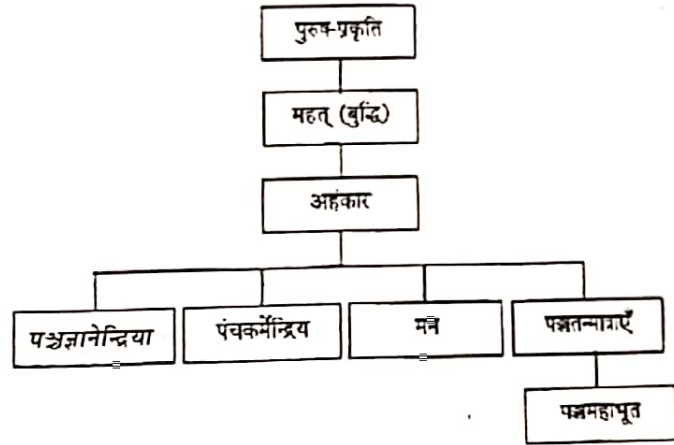 पुरुष-प्रकृति
महत् (बुद्धि)
अहंकार
पञ्चज्ञानेन्द्रिया
पंचकर्मेन्द्रिय
मन
पञ्चतन्मात्राएँ
पञ्चमहाभूत